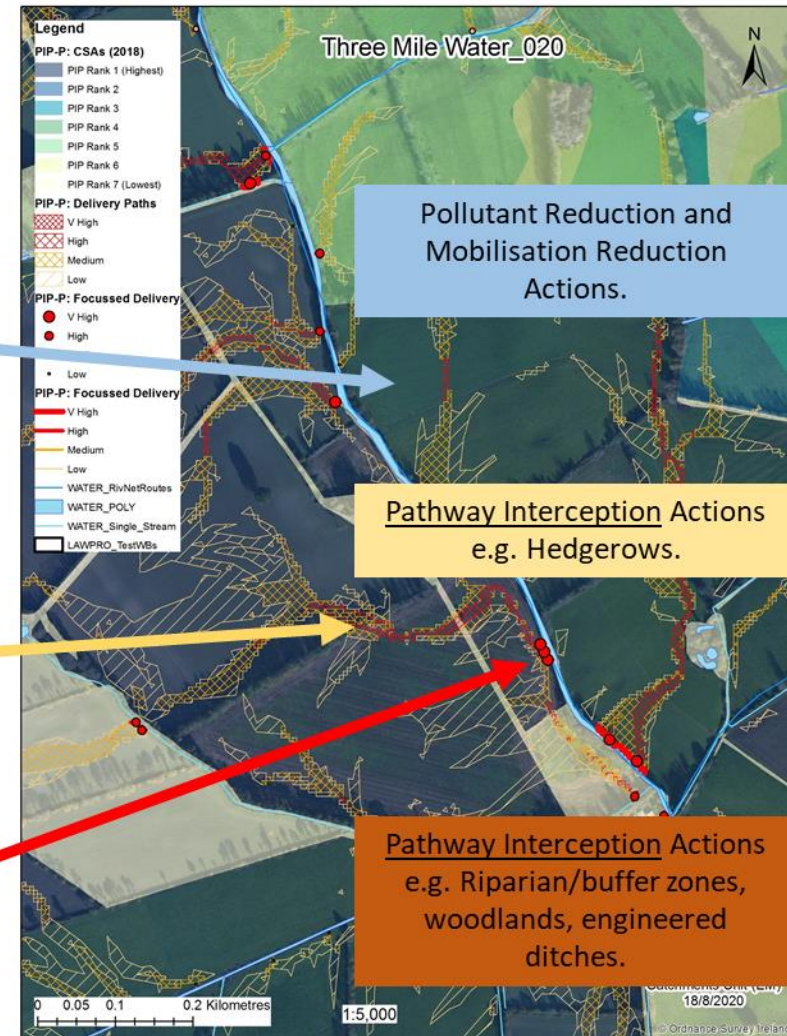 Legend
PIP-P: CSAs (2018)
PIP Rank 1 (Highest)
PIP Rank 2
PIP Rank 3
PIP Rank 4
PIP Rank 5
PIP Rank 6
PIP Rank 7 (Lowest)
PIP-P: Delivery Paths
V High
High
Medium
Low
PIP-P: Focussed Delivery
V High
High
Low
PIP-P: Focussed Delivery
V High
High
Medium
Low
WATER_RivNetRoutes
WATER_POLY
WATER_Single_Stream
LAWPRO_TestWBs
Three Mile Water_020
N
Pollutant Reduction and
Mobilisation Reduction
Actions.
Pathway Interception Actions
e.g. Hedgerows.
Pathway Interception Actions
e.g. Riparian/buffer zones,
woodlands, engineered
ditches.
18/8/2020
0 0.05 0.1 0.2 Kilometres
1:5,000
© Ordnance Survey Ireland